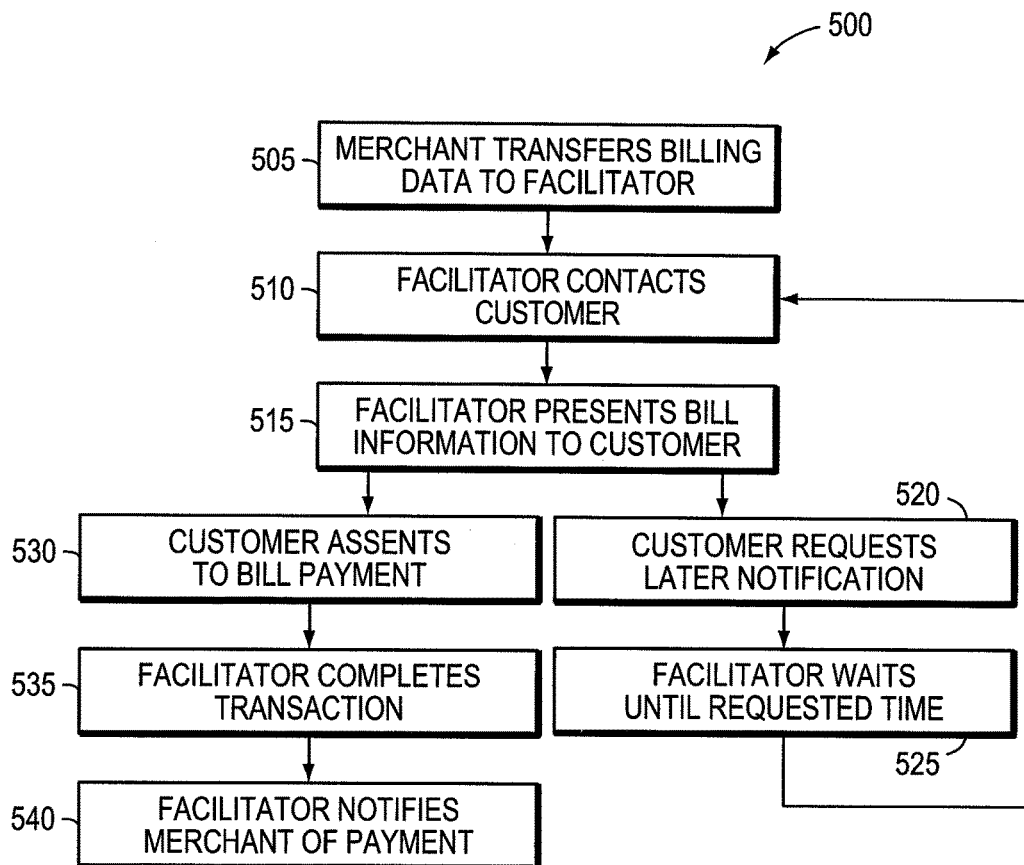 500
505
MERCHANT TRANSFERS BILLING
DATA TO FACILITATOR
510
FACILITATOR CONTACTS
CUSTOMER
515
FACILITATOR PRESENTS BILL
INFORMATION TO CUSTOMER
530
CUSTOMER ASSENTS
TO BILL PAYMENT
520
CUSTOMER REQUESTS
LATER NOTIFICATION
535
FACILITATOR COMPLETES
TRANSACTION
FACILITATOR WAITS
UNTIL REQUESTED TIME
525
540
FACILITATOR NOTIFIES
MERCHANT OF PAYMENT